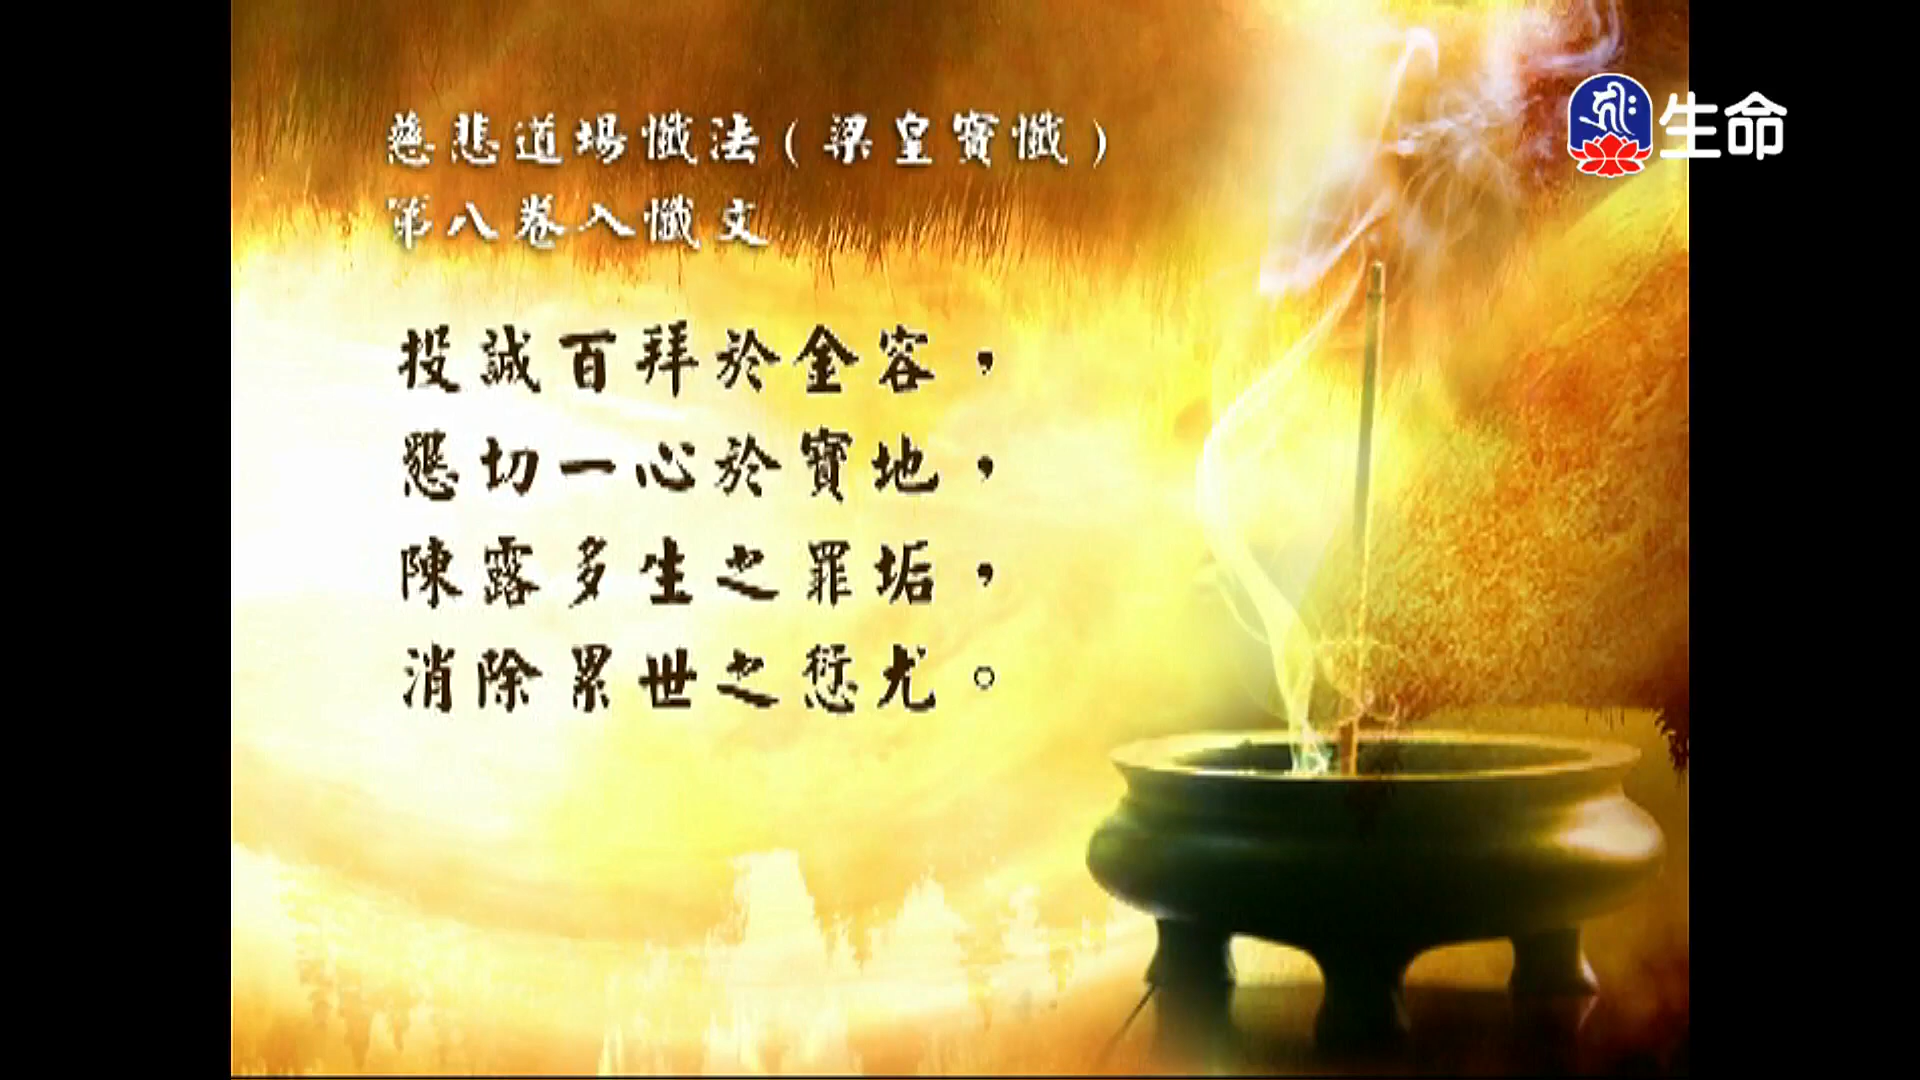 慈悲道場懺法(梁皇寶懺)
生命
第八卷入懺文
投誠百拜於金容，
懇切一心於寶地，
陳露多生之罪垢，
消除累世之愆尤。